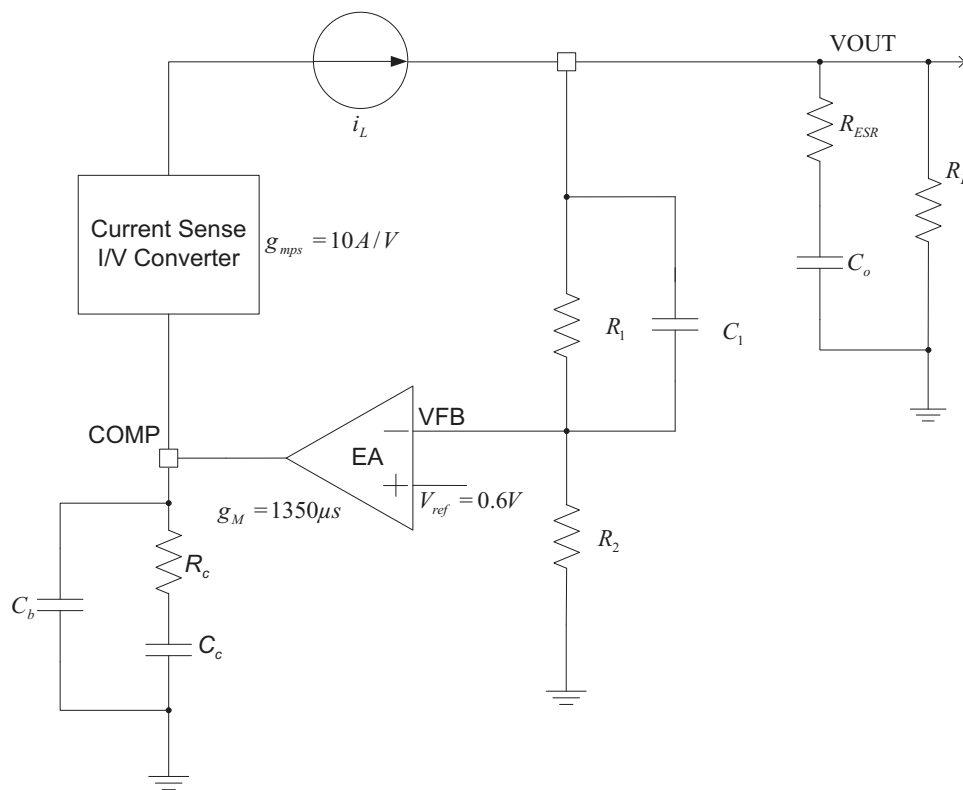 VOUT
i_L
R_ESR
Current Sense
I/V Converter
g_mps = 10A/V
C_o
R_1
C_1
COMP
VFB
EA
g_M = 1350μs
V_ref = 0.6V
R_2
R_c
C_b
C_c